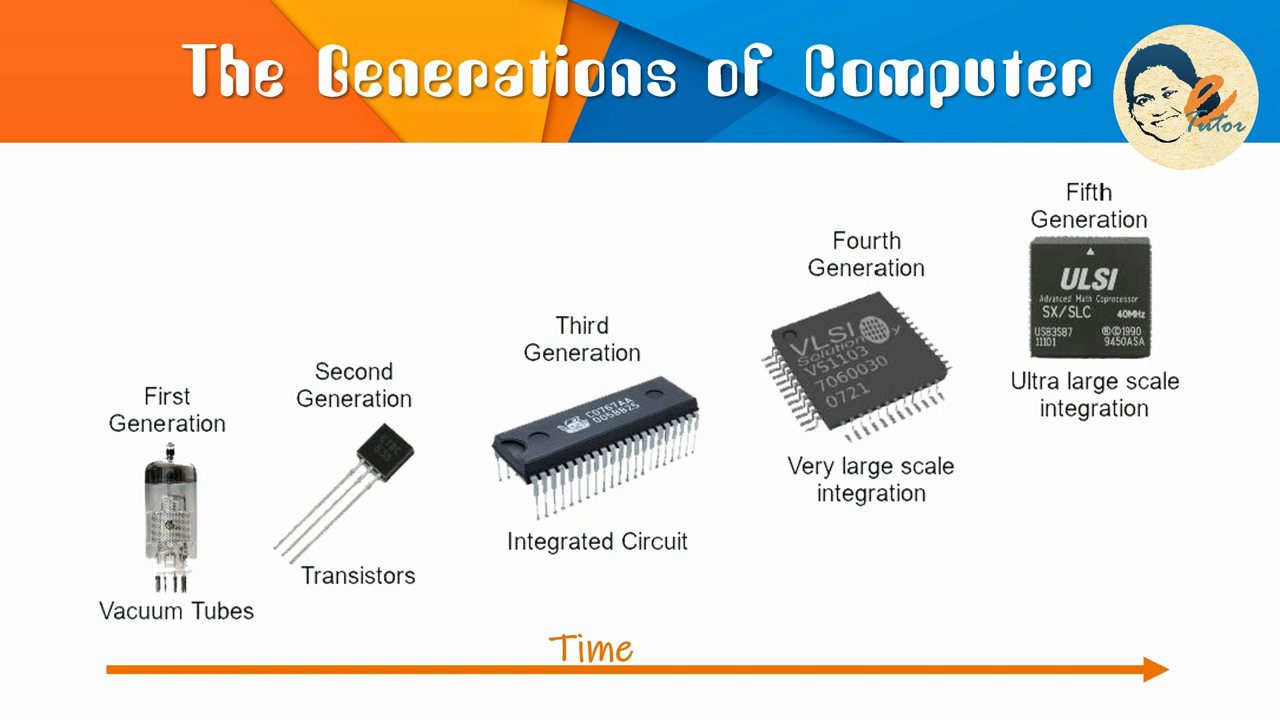 The Generations of Computer
e
Tutor
First
Generation
Vacuum Tubes
Second
Generation
Transistors
Third
Generation
C0767AA
0058825
Integrated Circuit
Fourth
Generation
VLSI
Solution
y
VS1103
7060030
0721
Very large scale
integration
Fifth
Generation
ULSI
Advanced Math Coprocessor
SX/SLC 40MHz
US83S87 ®©1990
11101 9450ASA
Ultra large scale
integration
Time